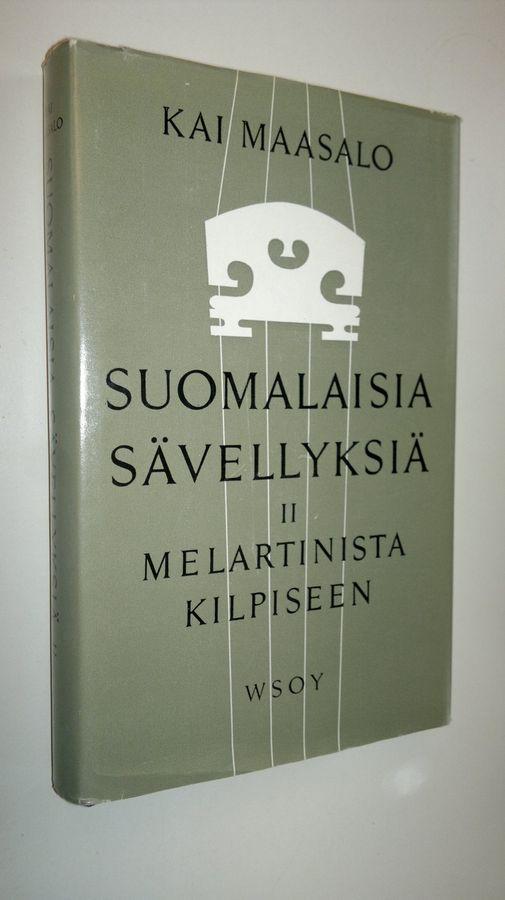 KAI MAASALO
SUOMALAISIA
SÄVELLYKSIÄ
II
MELARTINISTA
KILPISEEN
WSOY